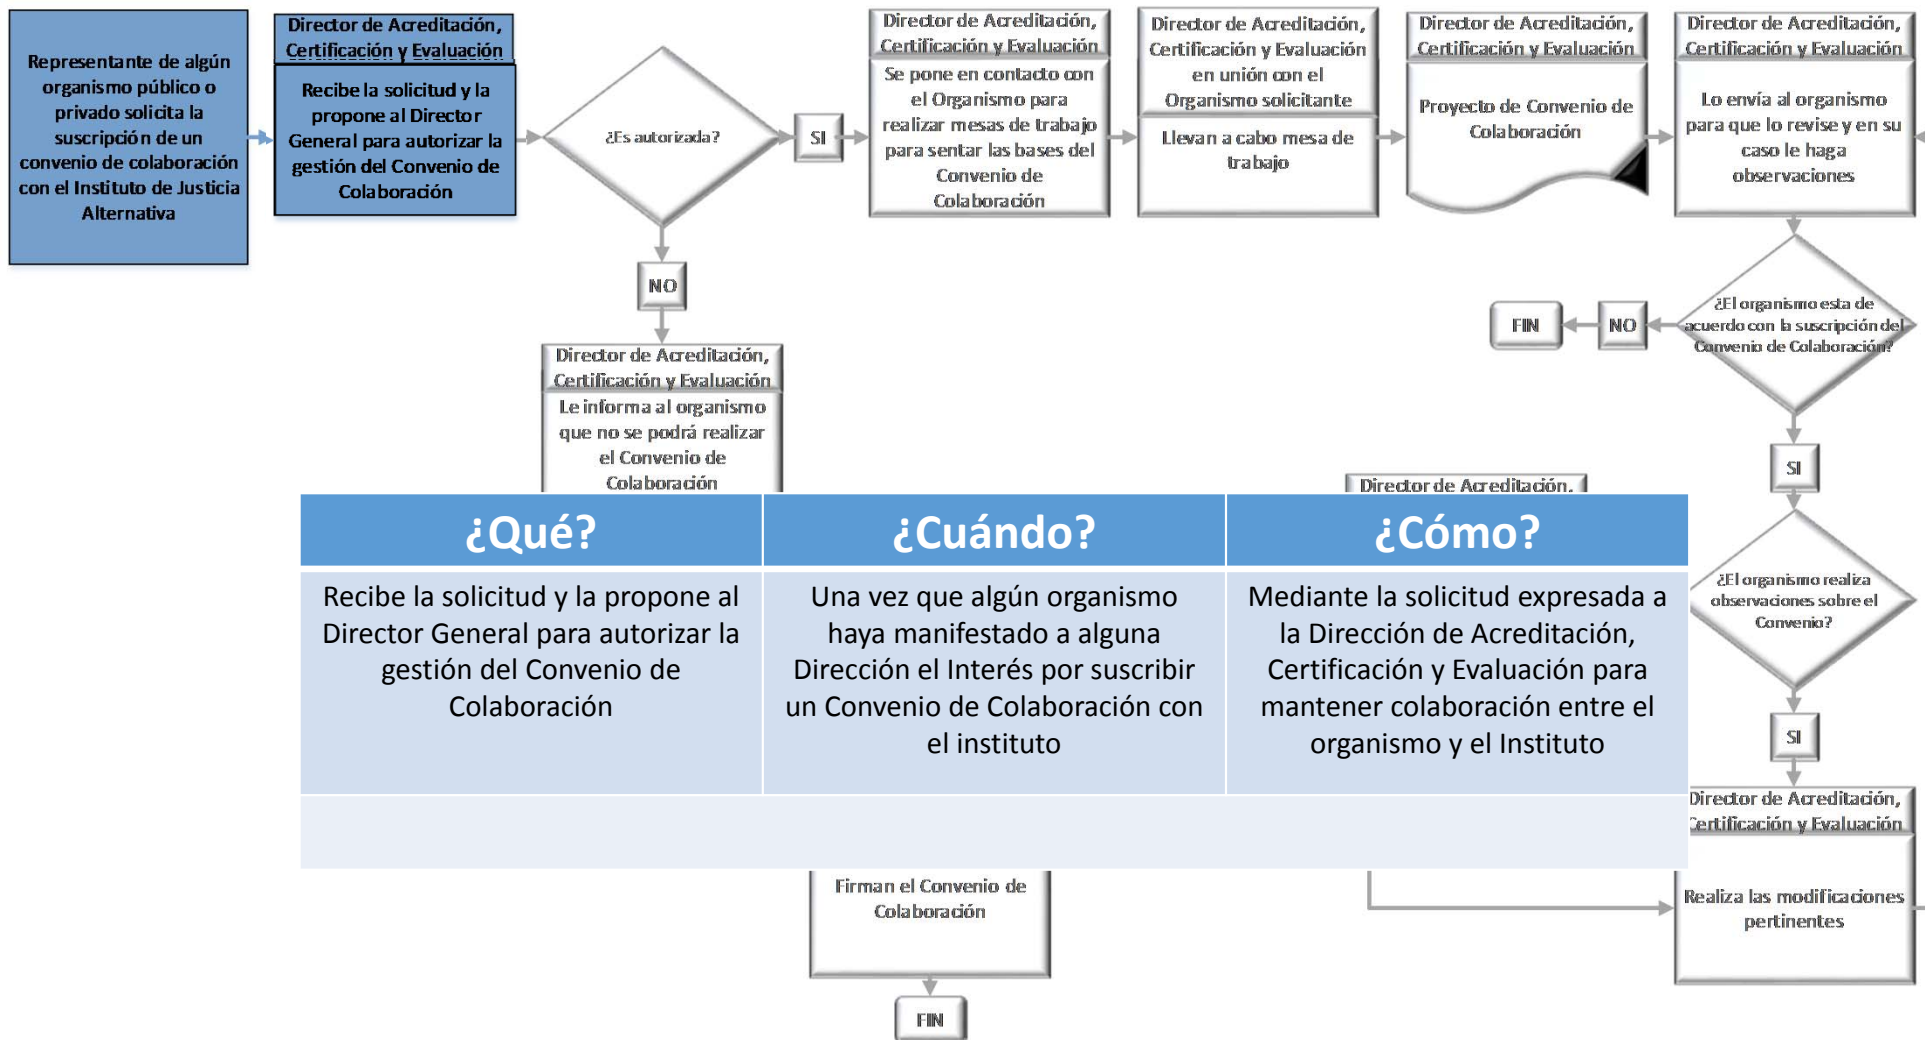 Representante de algún
organismo público o
privado solicita la
suscripción de un
convenio de colaboración
con el Instituto de Justicia
Alternativa
Director de Acreditación,
Certificación y Evaluación
Recibe la solicitud y la
propone al Director
General para autorizar la
gestión del Convenio de
Colaboración
¿Es autorizada?
SI
Director de Acreditación,
Certificación y Evaluación
Se pone en contacto con
el Organismo para
realizar mesas de trabajo
para sentar las bases del
Convenio de
Colaboración
Director de Acreditación,
Certificación y Evaluación
en unión con el
Organismo solicitante
Llevan a cabo mesa de
trabajo
Director de Acreditación,
Certificación y Evaluación
Proyecto de Convenio de
Colaboración
Director de Acreditación,
Certificación y Evaluación
Lo envía al organismo
para que lo revise y en su
caso le haga
observaciones
NO
Director de Acreditación,
Certificación y Evaluación
Le informa al organismo
que no se podrá realizar
el Convenio de
Colaboración
¿El organismo esta de
acuerdo con la suscripción del
Convenio de Colaboración?
NO
FIN
SI
Director de Acreditación,
¿El organismo realiza
observaciones sobre el
Convenio?
SI
Director de Acreditación,
Certificación y Evaluación
Realiza las modificaciones
pertinentes
¿Qué?
Recibe la solicitud y la propone al
Director General para autorizar la
gestión del Convenio de
Colaboración
¿Cuándo?
Una vez que algún organismo
haya manifestado a alguna
Dirección el Interés por suscribir
un Convenio de Colaboración con
el instituto
¿Cómo?
Mediante la solicitud expresada a
la Dirección de Acreditación,
Certificación y Evaluación para
mantener colaboración entre el
organismo y el Instituto
Firman el Convenio de
Colaboración
FIN